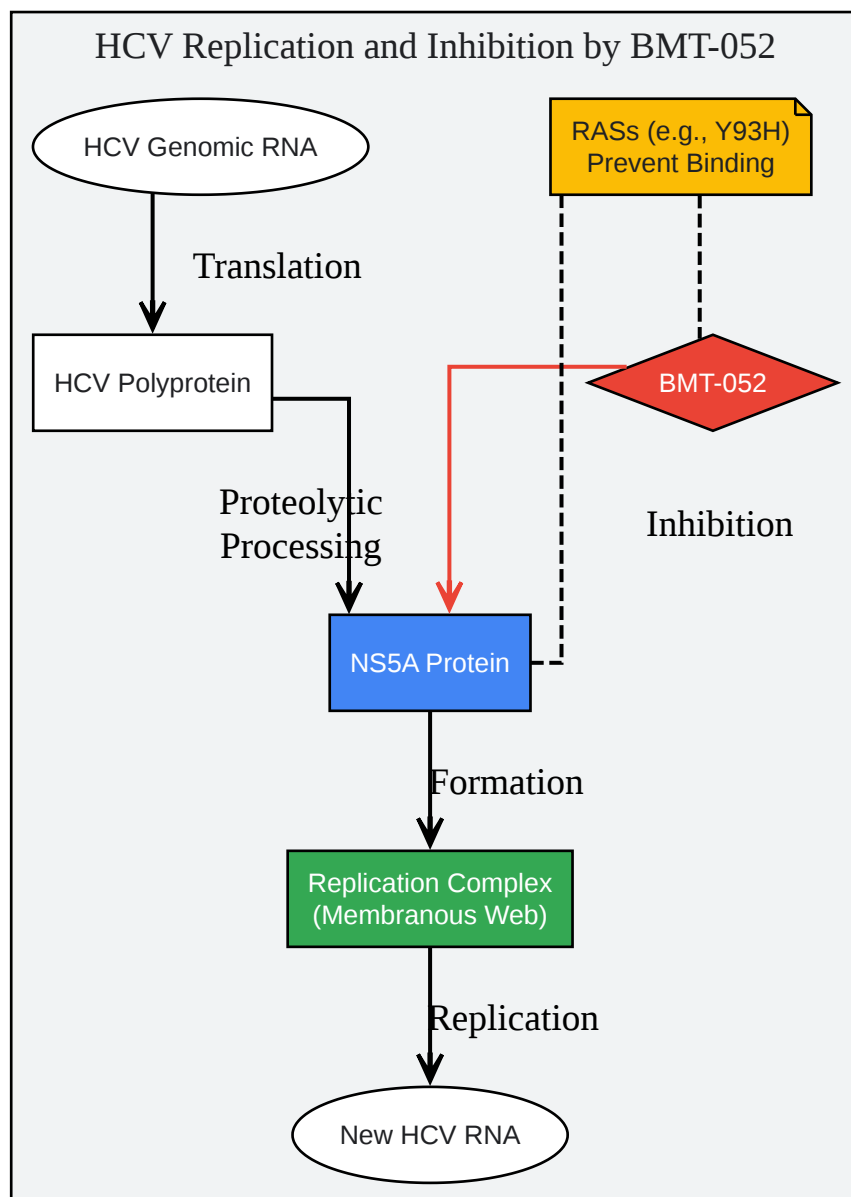 HCV Replication and Inhibition by BMT-052
HCV Genomic RNA
RASs (e.g., Y93H)
Prevent Binding
Translation
HCV Polyprotein
BMT-052
Proteolytic
Processing
Inhibition
NS5A Protein
Formation
Replication Complex
(Membranous Web)
Replication
New HCV RNA